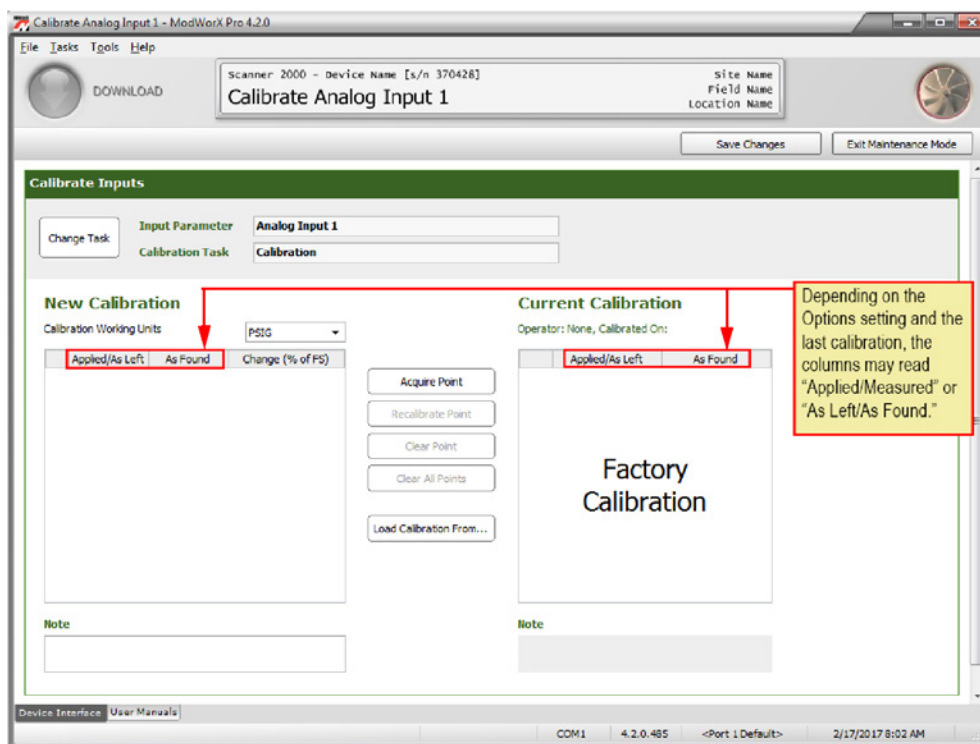 Calibrate Analog Input 1 - ModWorX Pro 4.2.0
File Tasks Tools Help
DOWNLOAD
Scanner 2000 - Device Name [s/n 370428]
Calibrate Analog Input 1
Site Name
Field Name
Location Name
Save Changes
Exit Maintenance Mode
Calibrate Inputs
Change Task
Input Parameter
Analog Input 1
Calibration Task
Calibration
New Calibration
Calibration Working Units
PSIG
Applied/As Left As Found Change (% of FS)
Acquire Point
Recalibrate Point
Clear Point
Clear All Points
Load Calibration From...
Current Calibration
Operator: None, Calibrated On:
Applied/As Left As Found
Factory
Calibration
Depending on the
Options setting and the
last calibration, the
columns may read
“Applied/Measured” or
“As Left/As Found.”
Note
Note
Device Interface User Manuals
COM1 4.2.0.485 <Port 1 Default> 2/17/2017 8:02 AM